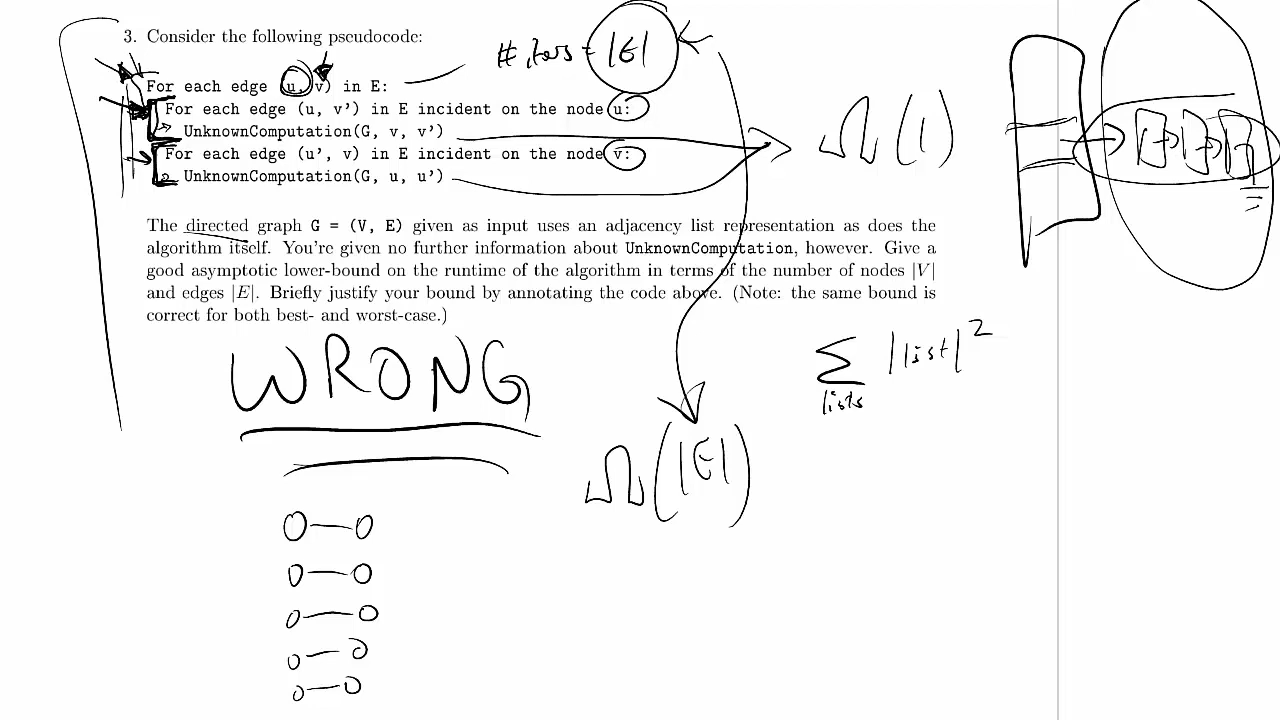 3. Consider the following pseudocode:
# iters = |E|
For each edge (u, v) in E:
For each edge (u, v') in E incident on the node u:
UnknownComputation(G, v, v')
For each edge (u', v) in E incident on the node v:
UnknownComputation(G, u, u')
Ω(1)
The directed graph G = (V, E) given as input uses an adjacency list representation as does the
algorithm itself. You're given no further information about UnknownComputation, however. Give a
good asymptotic lower-bound on the runtime of the algorithm in terms of the number of nodes |V|
and edges |E|. Briefly justify your bound by annotating the code above. (Note: the same bound is
correct for both best- and worst-case.)
WRONG
∑ |list|²
lists
Ω(|E|)